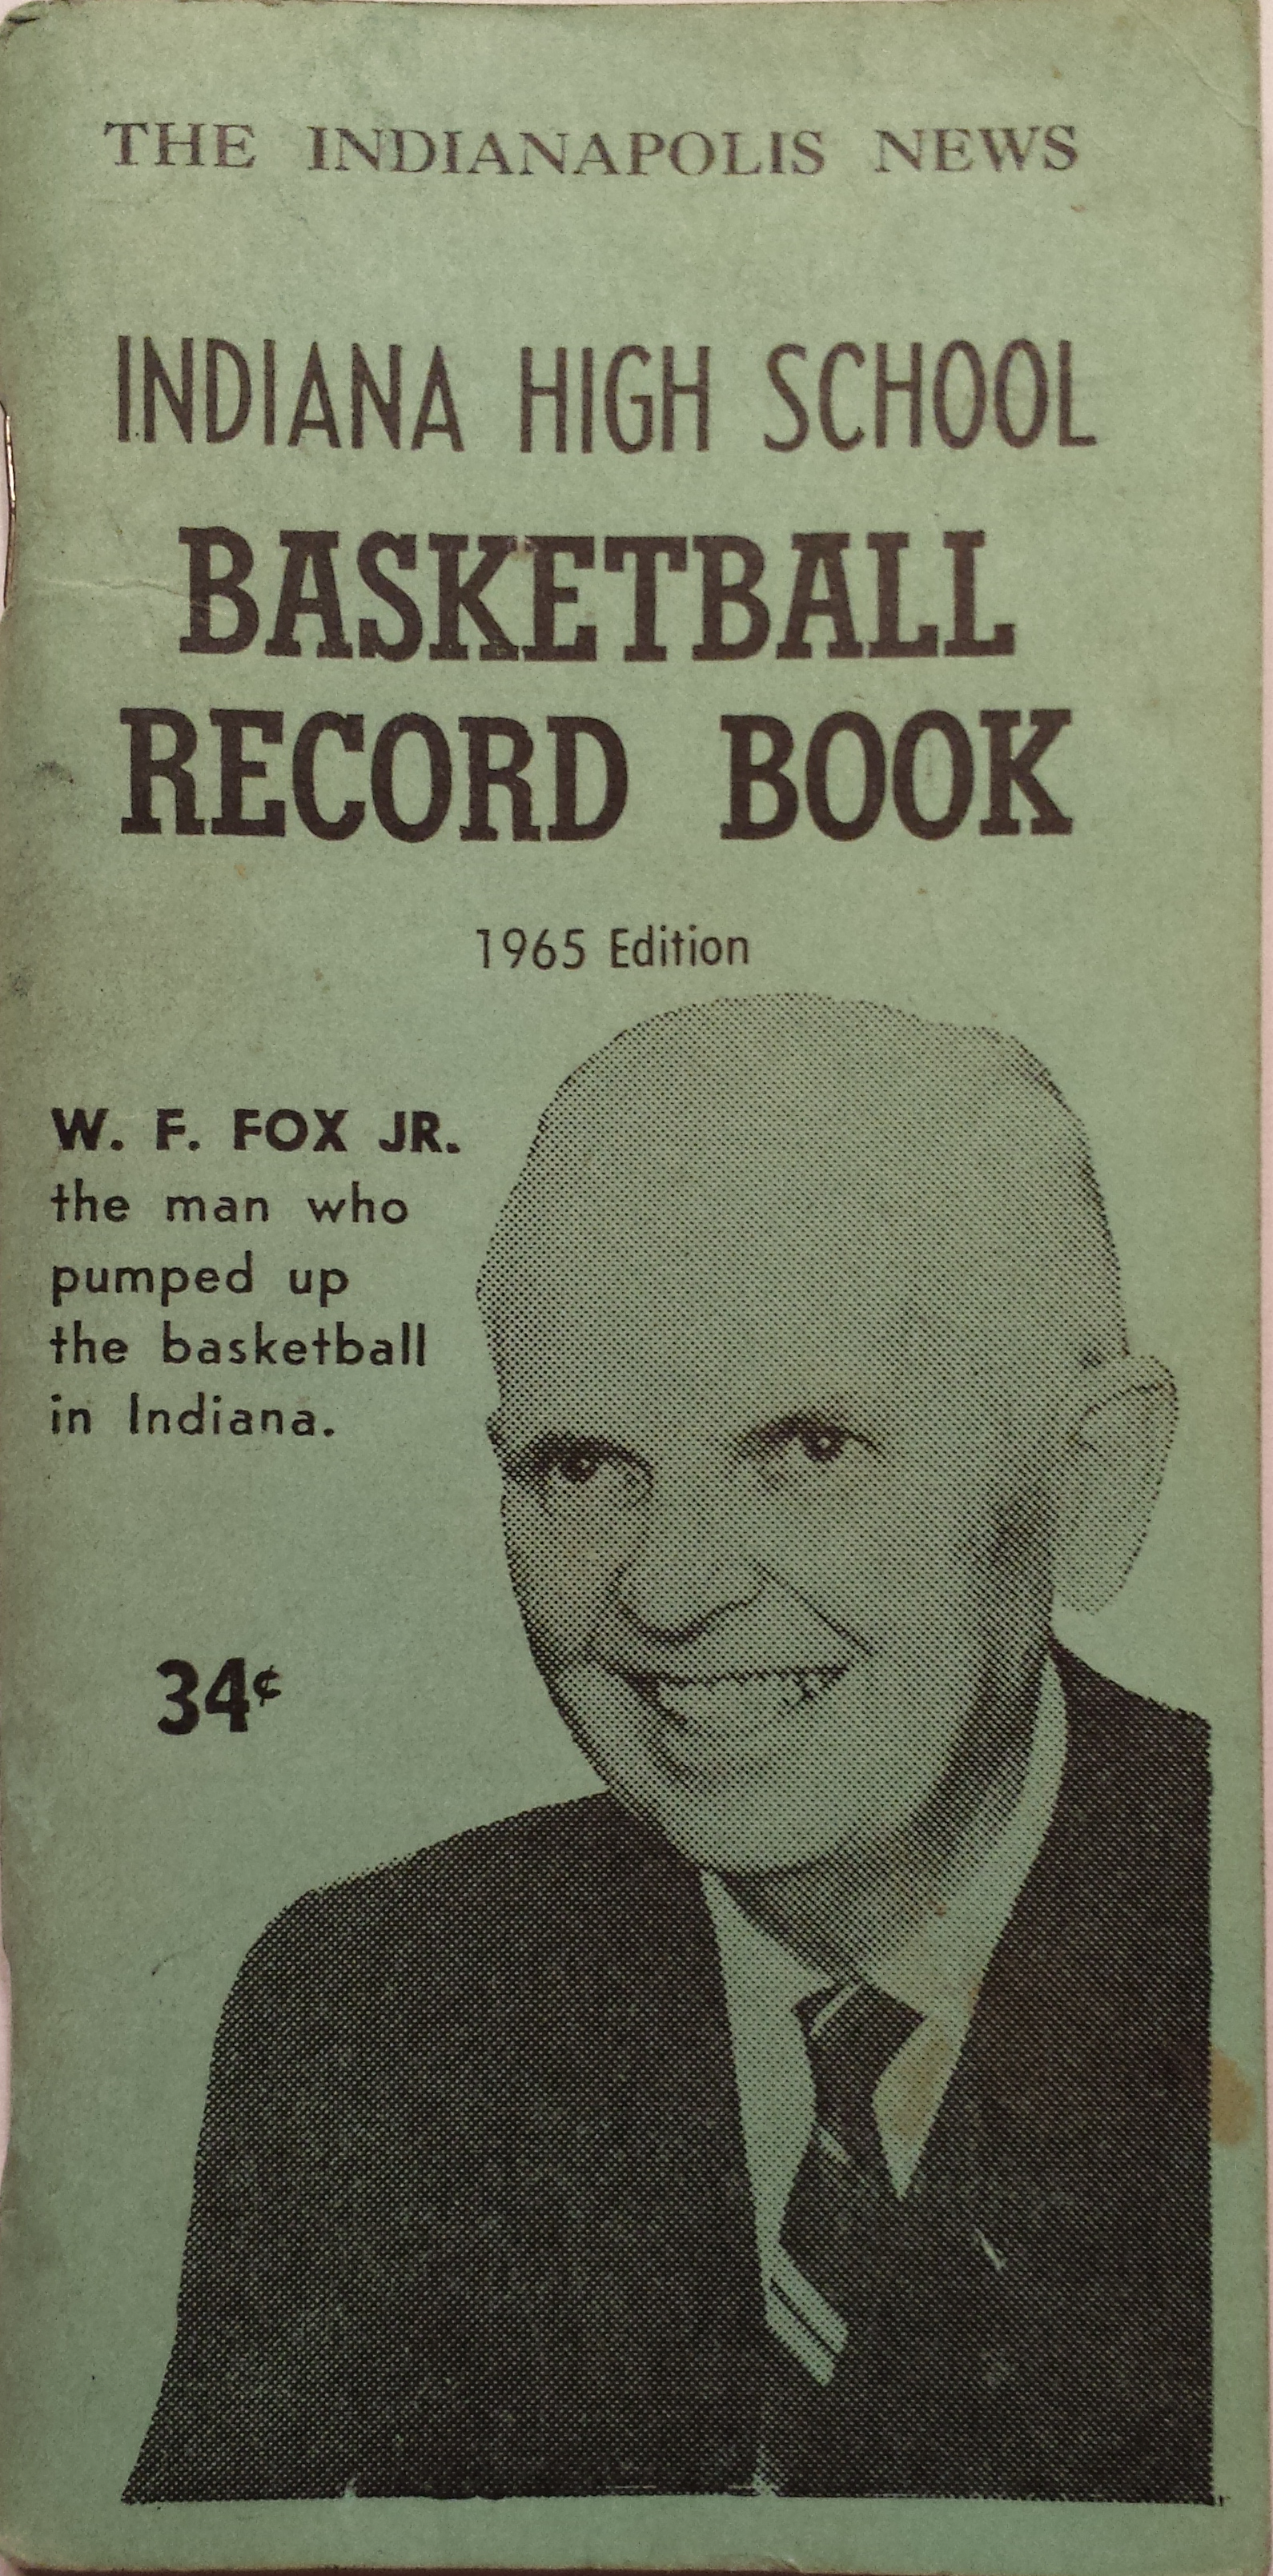 THE INDIANAPOLIS NEWS
INDIANA HIGH SCHOOL
BASKETBALL
RECORD BOOK
1965 Edition
W. F. FOX JR.
the man who
pumped up
the basketball
in Indiana.
34¢